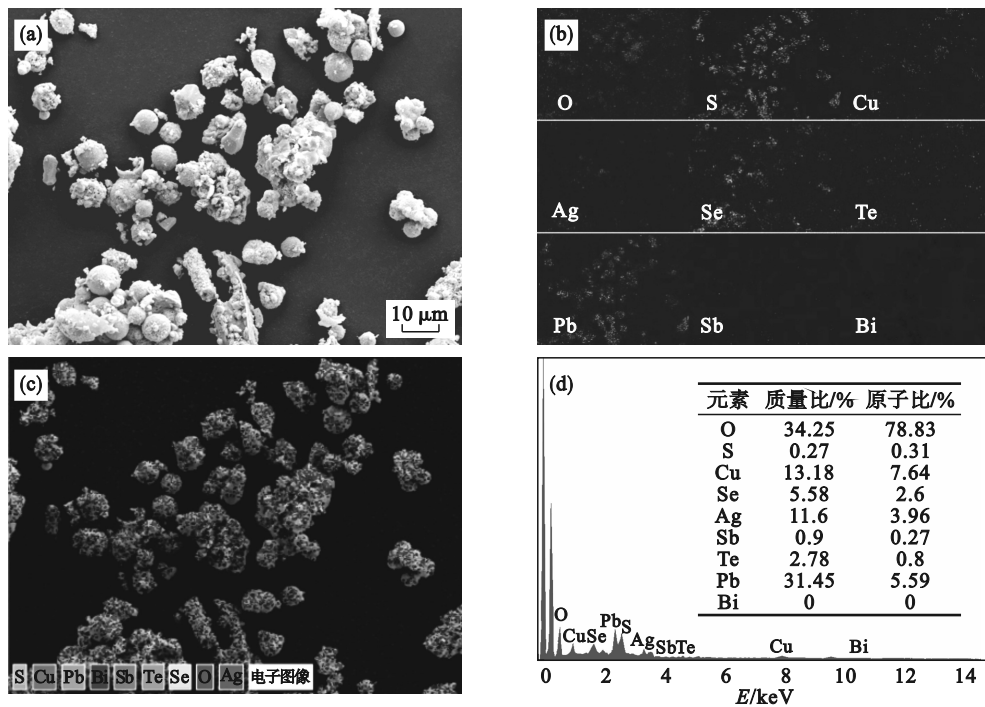 (a)
10 μm
(b)
O S Cu
Ag Se Te
Pb Sb Bi
(c)
S Cu Pb Bi Sb Te Se O Ag 电子图像
(d)
元素 质量比/% 原子比/%
O 34.25 78.83
S 0.27 0.31
Cu 13.18 7.64
Se 5.58 2.6
Ag 11.6 3.96
Sb 0.9 0.27
Te 2.78 0.8
Pb 31.45 5.59
Bi 0 0
O CuSe Pb S Ag SbTe Cu Bi
0 2 4 6 8 10 12 14
E/keV